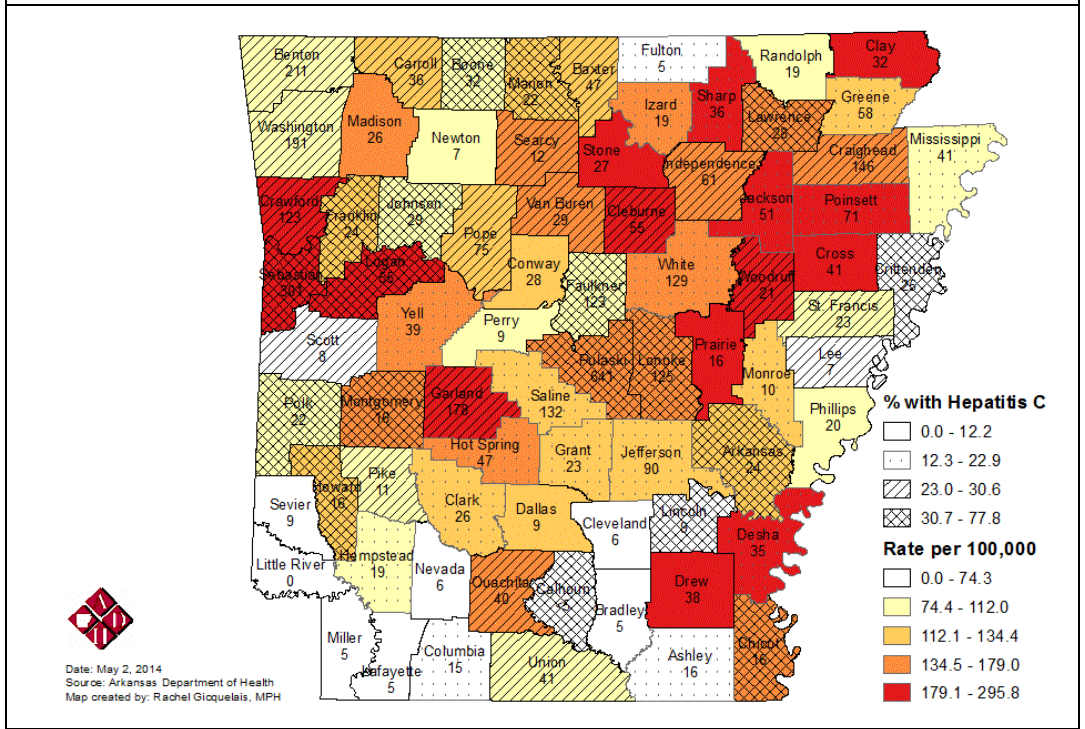 Benton
211
Carroll
36
Boone
32
Marion
22
Baxter
47
Fulton
5
Randolph
19
Clay
32
Washington
191
Madison
26
Newton
7
Searcy
12
Stone
27
Izard
19
Sharp
36
Lawrence
28
Greene
58
Craighead
146
Mississippi
41
Crawford
123
Franklin
24
Johnson
29
Pope
75
Van Buren
29
Cleburne
55
Independence
61
Jackson
51
Poinsett
71
Sebastian
301
Logan
Conway
28
Faulkner
123
White
129
Woodruff
21
Cross
41
Crittenden
25
Scott
8
Yell
39
Perry
9
Pulaski
641
Lonoke
125
Prairie
16
Monroe
10
St. Francis
23
Lee
7
Polk
22
Montgomery
Garland
178
Saline
132
Phillips
20
Hot Spring
47
Grant
23
Jefferson
90
Arkansas
24
Sevier
9
Howard
16
Pike
11
Clark
26
Dallas
9
Cleveland
6
Lincoln
9
Desha
35
Little River
0
Hempstead
19
Nevada
6
Ouachita
40
Calhoun
Bradley
5
Drew
38
Miller
5
Lafayette
5
Columbia
15
Union
41
Ashley
16
Chicot
16
% with Hepatitis C
0.0 - 12.2
12.3 - 22.9
23.0 - 30.6
30.7 - 77.8
Rate per 100,000
0.0 - 74.3
74.4 - 112.0
112.1 - 134.4
134.5 - 179.0
179.1 - 295.8
Date: May 2, 2014
Source: Arkansas Department of Health
Map created by: Rachel Gicquelais, MPH